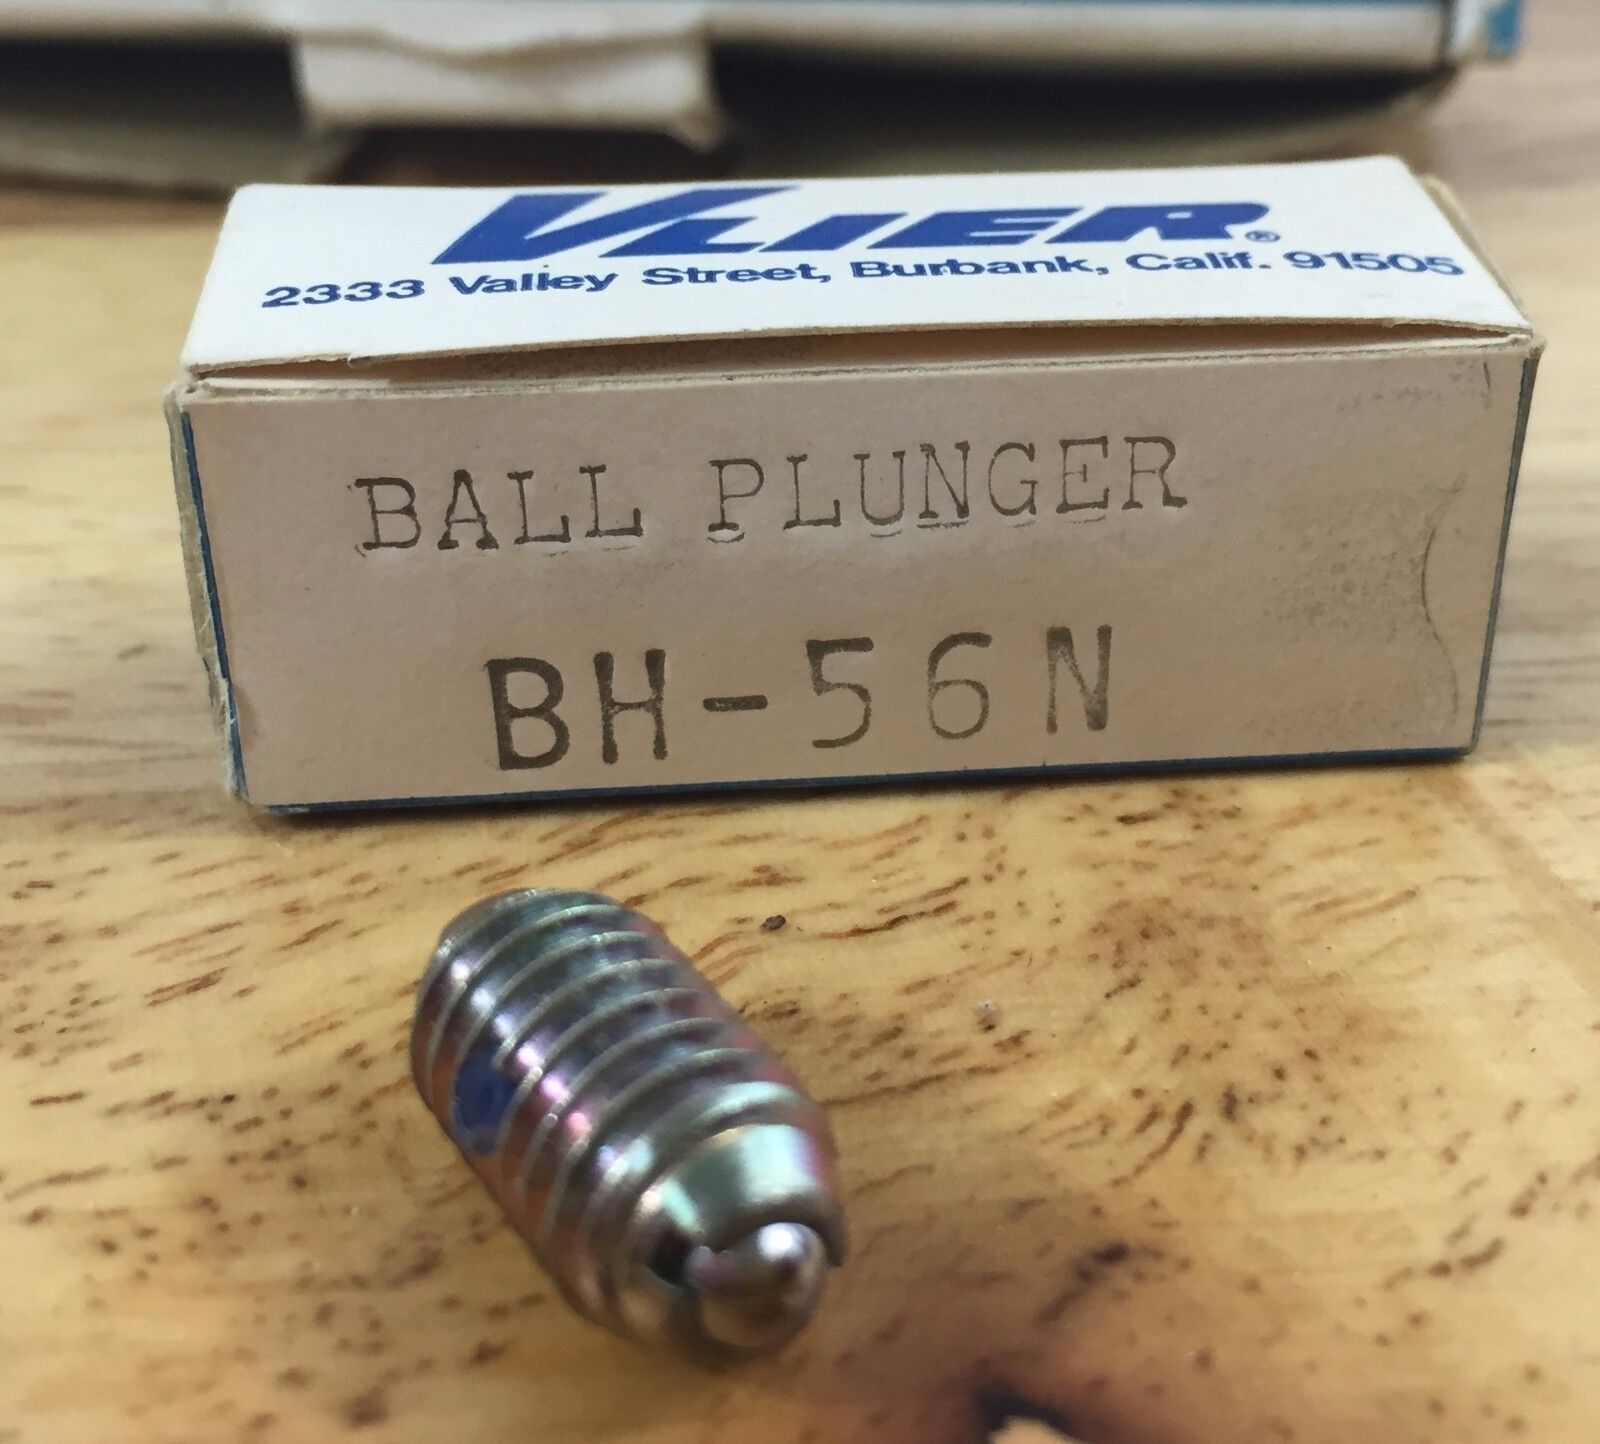 VLIER®
2333 Valley Street, Burbank, Calif. 91505
BALL PLUNGER
BH-56N